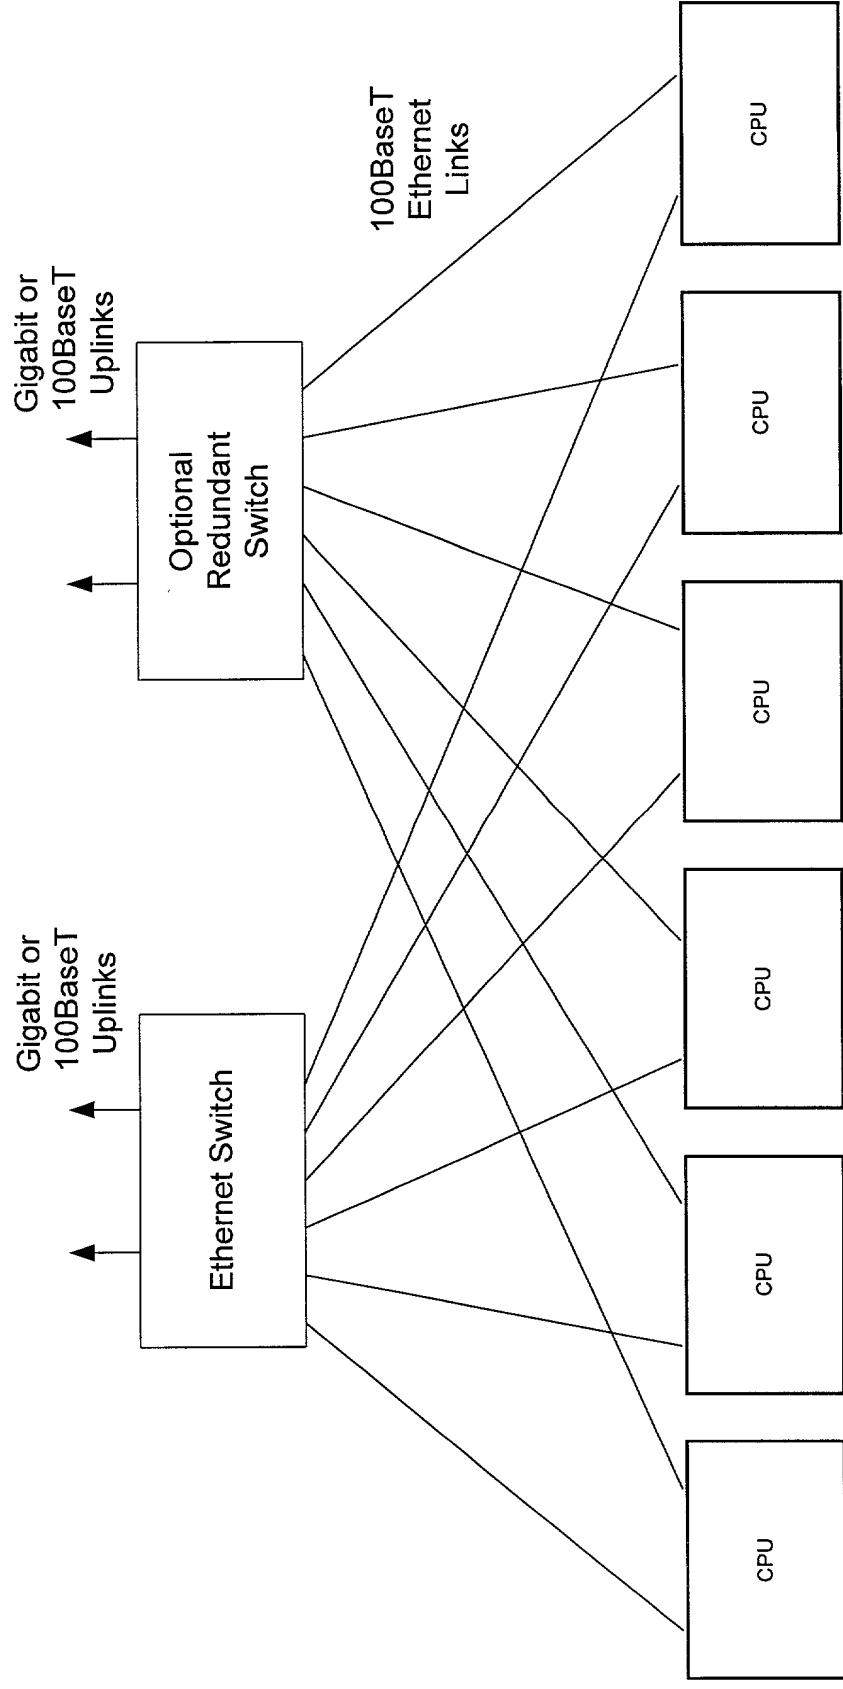 Gigabit or
100BaseT
Uplinks
Gigabit or
100BaseT
Uplinks
Ethernet Switch
Optional
Redundant
Switch
100BaseT
Ethernet
Links
CPU
CPU
CPU
CPU
CPU
CPU